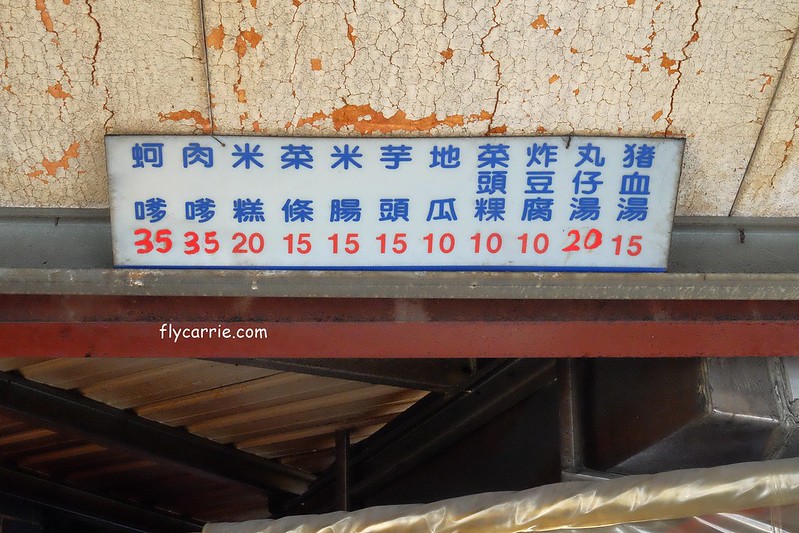 蚵嗲 35
肉嗲 35
米糕 20
菜條 15
米腸 15
芋頭 15
地瓜 10
菜頭粿 10
炸豆腐 10
丸仔湯 20
猪血湯 15
flycarrie.com